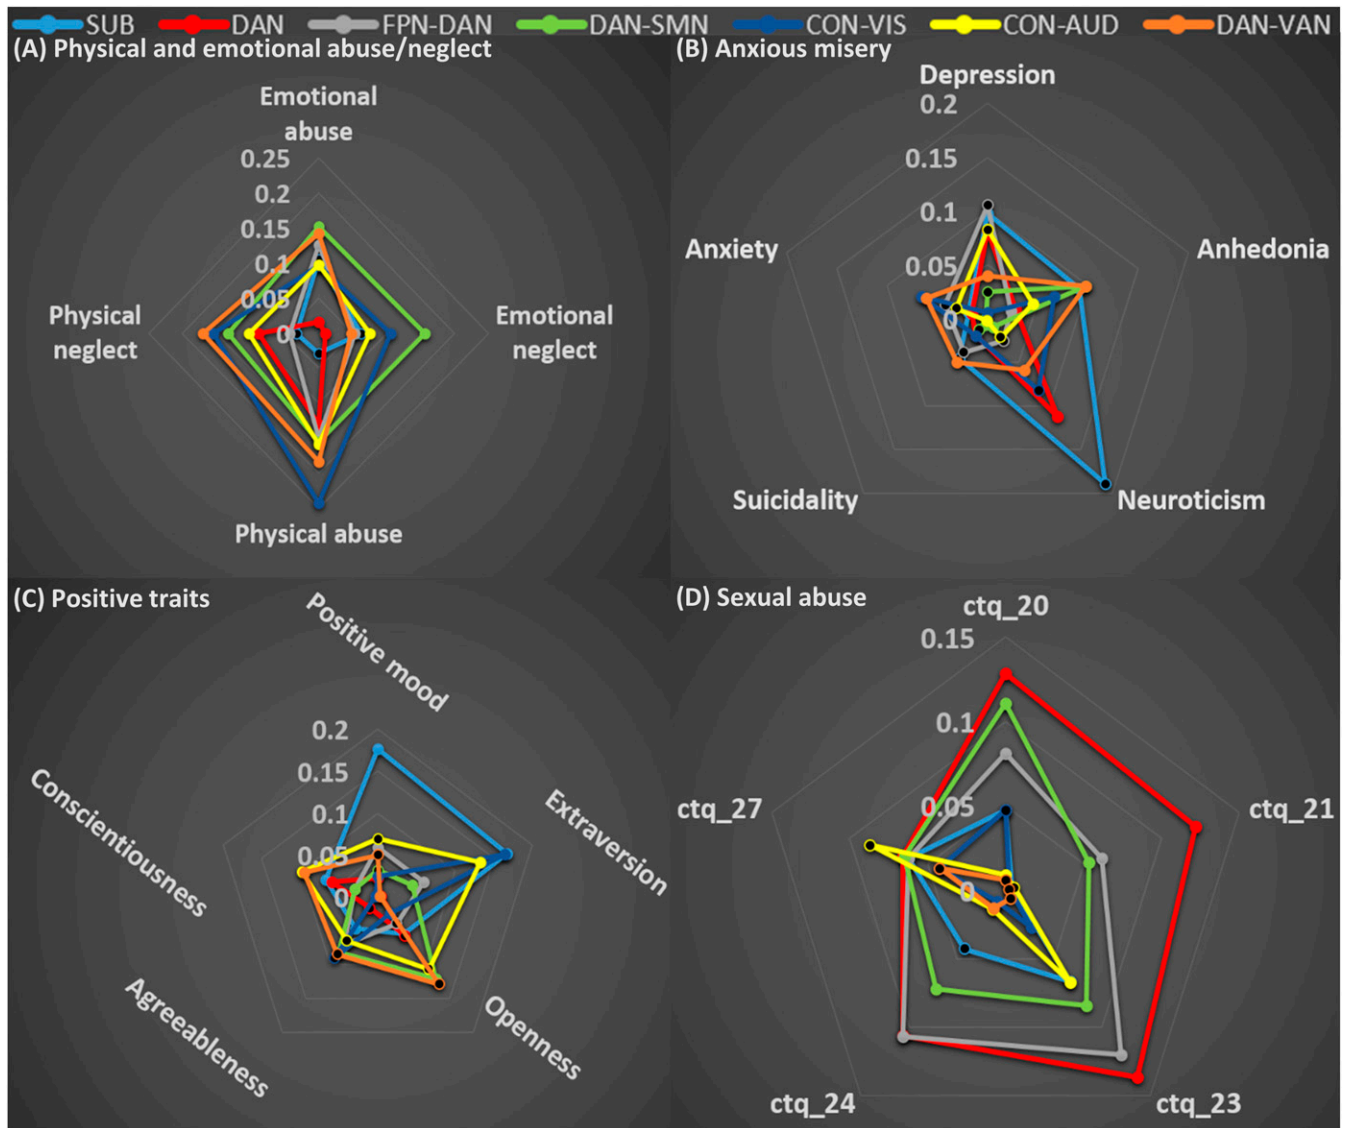 SUB DAN FPN-DAN DAN-SMN CON-VIS CON-AUD DAN-VAN
(A) Physical and emotional abuse/neglect
Emotional
abuse
0.25
0.2
0.15
0.1
0.05
0
Physical
neglect
Emotional
neglect
Physical abuse
(B) Anxious misery
Depression
0.2
0.15
0.1
0.05
0
Anxiety
Anhedonia
Suicidality
Neuroticism
(C) Positive traits
Positive mood
0.2
0.15
0.1
0.05
0
Conscientiousness
Extraversion
Agreeableness
Openness
(D) Sexual abuse
ctq_20
0.15
0.1
0.05
0
ctq_27
ctq_21
ctq_24
ctq_23